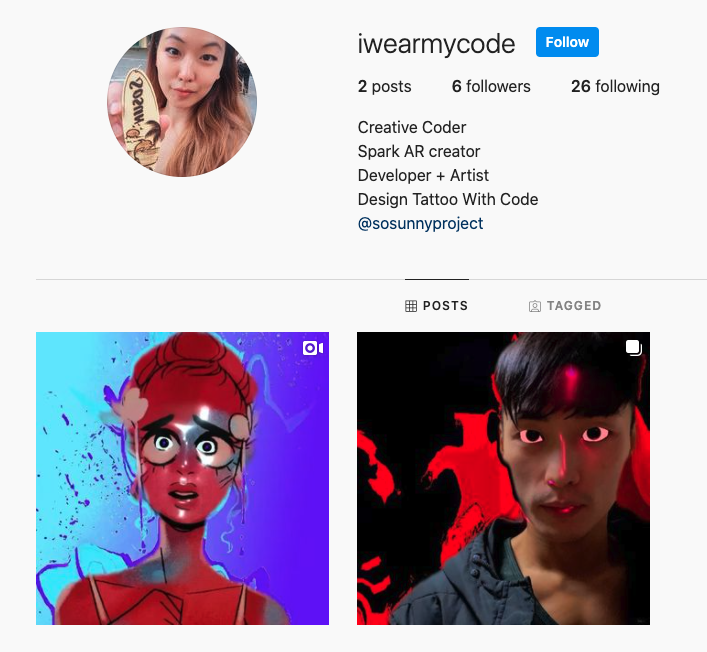 iwearmycode
Follow
2 posts 6 followers 26 following
Creative Coder
Spark AR creator
Developer + Artist
Design Tattoo With Code
@sosunnyproject
POSTS TAGGED